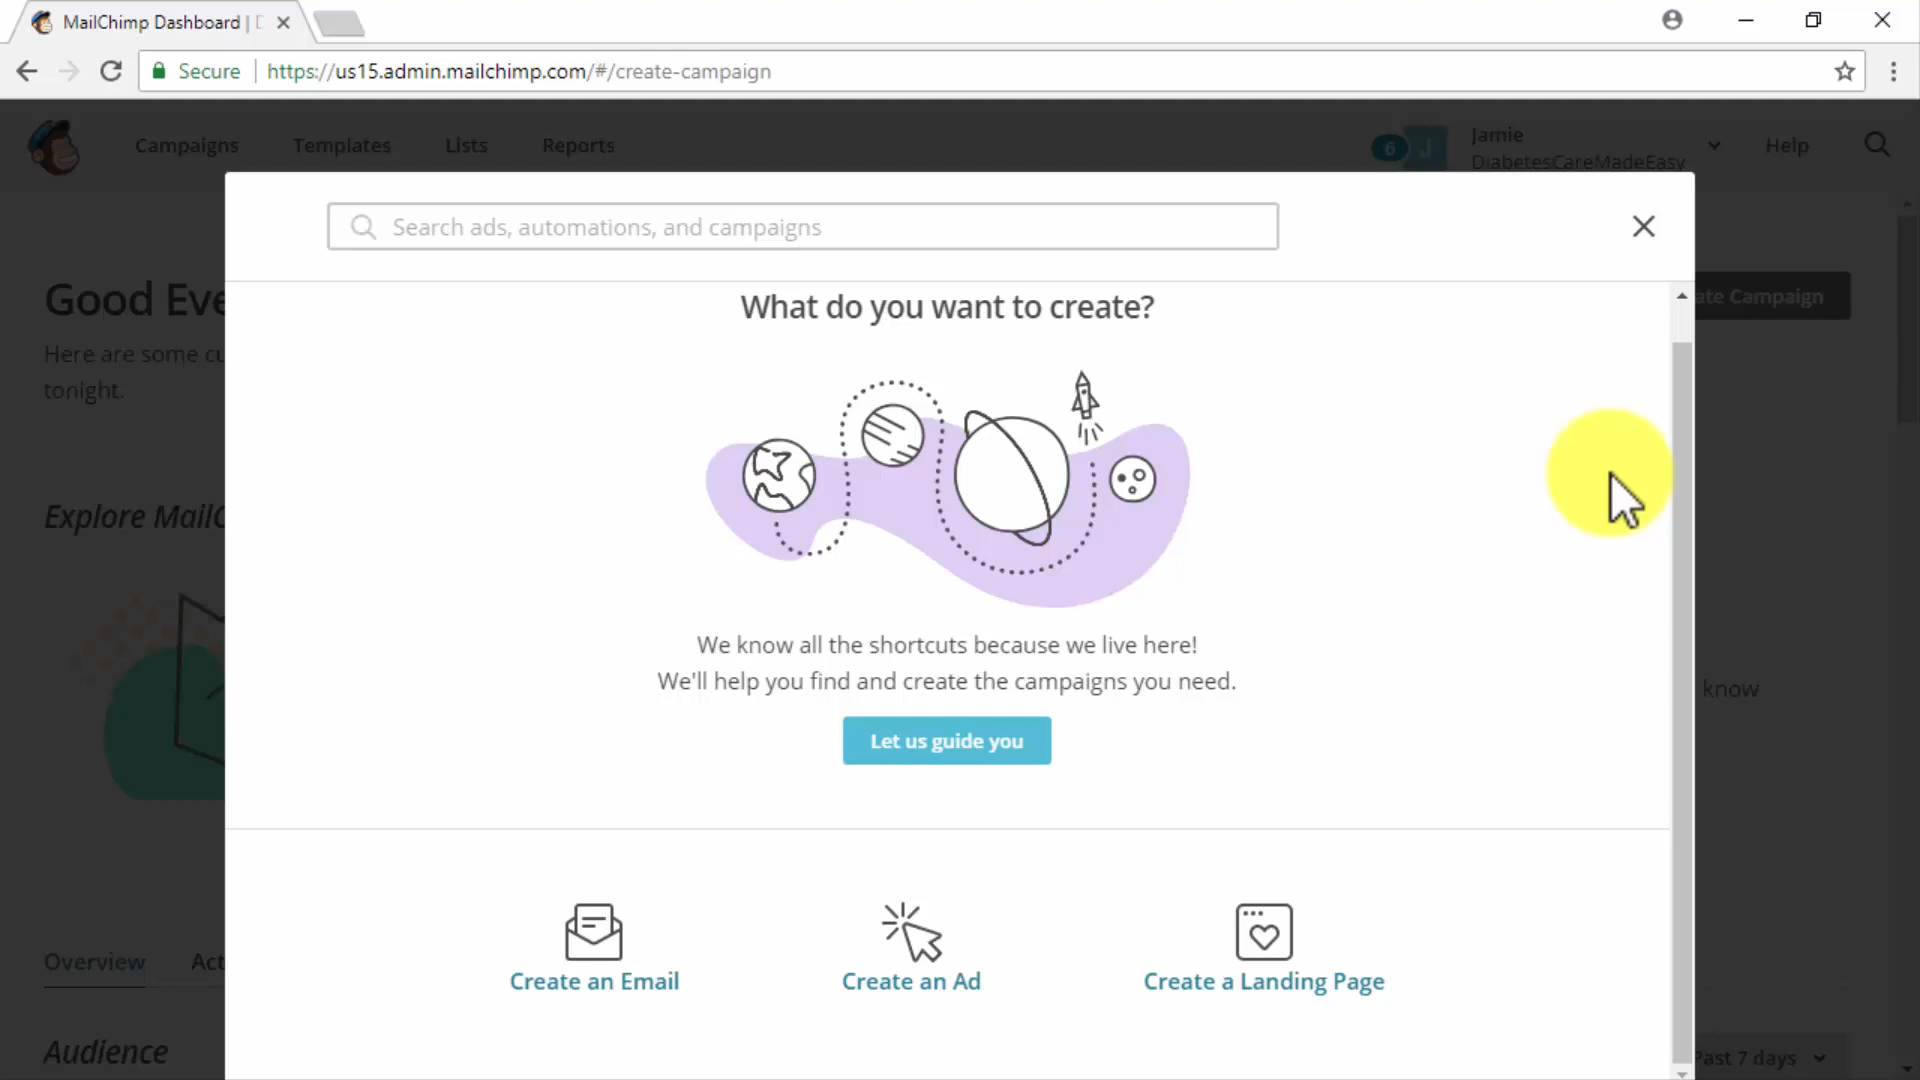 MailChimp Dashboard | D
Secure
https://us15.admin.mailchimp.com/#/create-campaign
Campaigns
Templates
Lists
Reports
6
J
Jamie
DiabetesCareMadeEasy
Help
Search ads, automations, and campaigns
Good Eve
ate Campaign
Here are some cu
tonight.
What do you want to create?
Explore MailC
We know all the shortcuts because we live here!
We'll help you find and create the campaigns you need.
know
Let us guide you
Overview
Act
Create an Email
Create an Ad
Create a Landing Page
Audience
Past 7 days